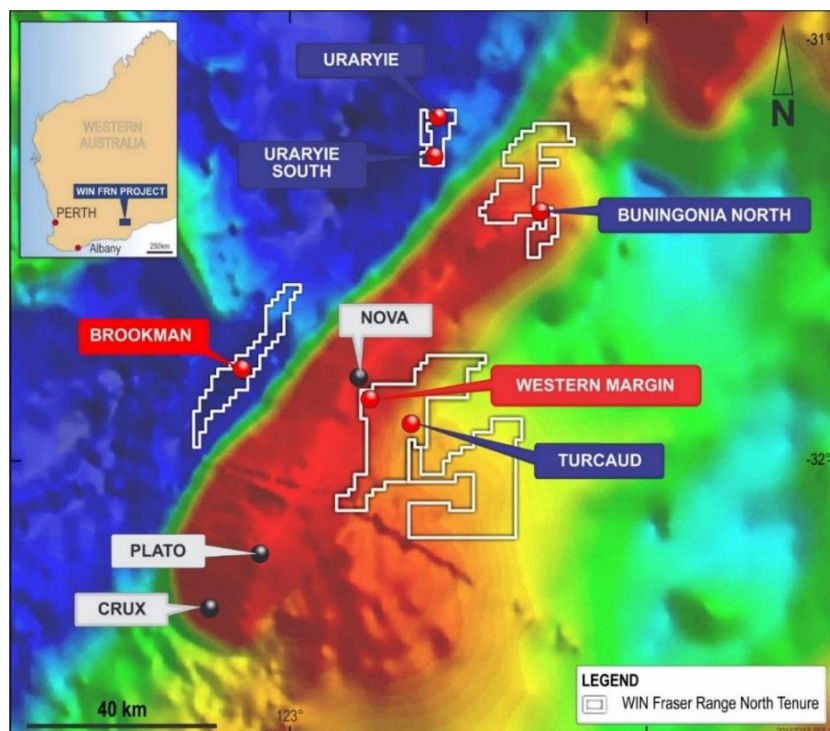 -31°
N
URARYIE
URARYIE
SOUTH
BUNINGONIA NORTH
WESTERN
AUSTRALIA
WIN FRN PROJECT
PERTH
Albany
250km
NOVA
BROOKMAN
WESTERN MARGIN
TURCAUD
-32°
PLATO
CRUX
LEGEND
WIN Fraser Range North Tenure
40 km
123°